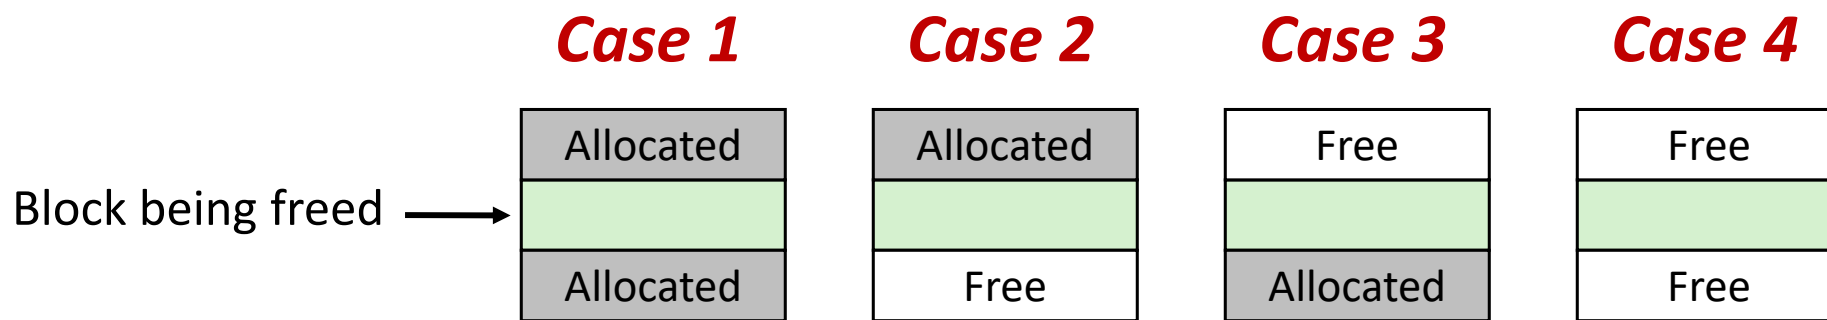 Case 1 Case 2 Case 3 Case 4
Allocated Allocated Free Free
Block being freed
Allocated Free Allocated Free